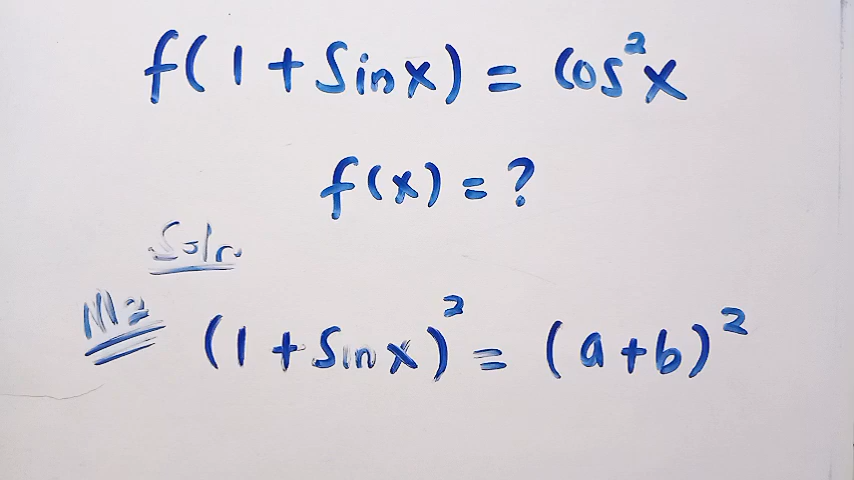 f(1 + Sinx) = Cos²x
f(x) = ?
Soln
M2
(1 + Sinx)² = (a + b)²